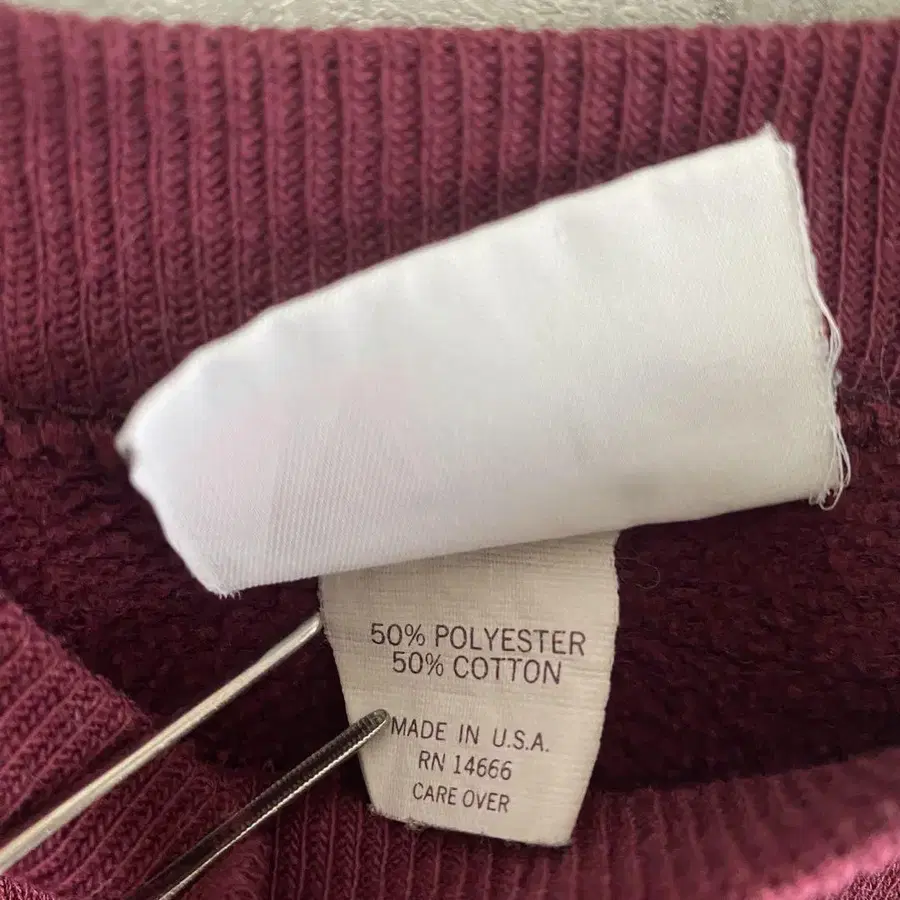 50% POLYESTER
50% COTTON
MADE IN U.S.A.
RN 14666
CARE OVER